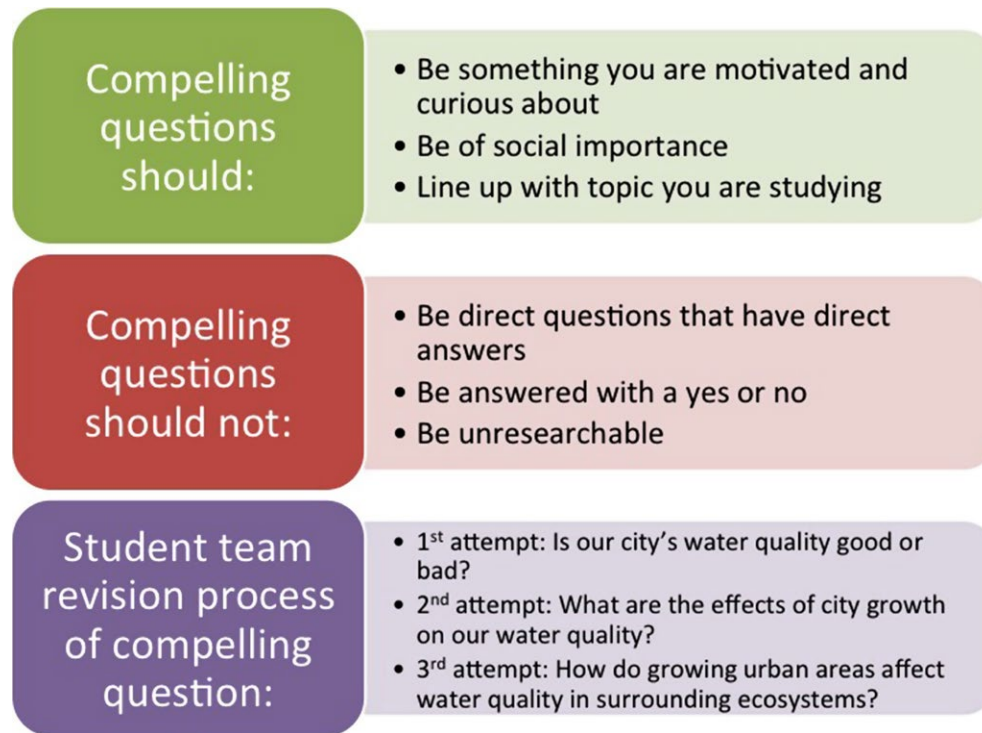 Compelling
questions
should:
• Be something you are motivated and
curious about
• Be of social importance
• Line up with topic you are studying
Compelling
questions
should not:
• Be direct questions that have direct
answers
• Be answered with a yes or no
• Be unresearchable
Student team
revision process
of compelling
question:
• 1st attempt: Is our city’s water quality good or
bad?
• 2nd attempt: What are the effects of city growth
on our water quality?
• 3rd attempt: How do growing urban areas affect
water quality in surrounding ecosystems?